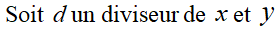 Soit d un diviseur de x et y